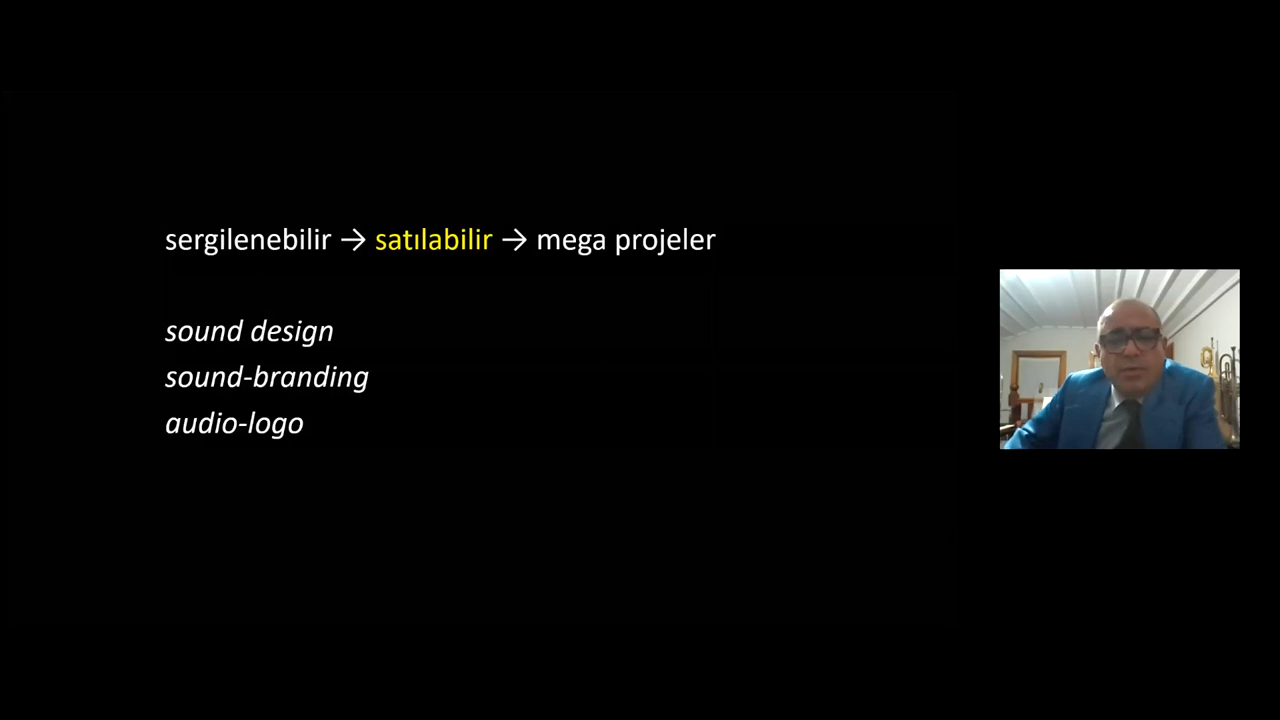 sergilenebilir → satılabilir → mega projeler
sound design
sound-branding
audio-logo